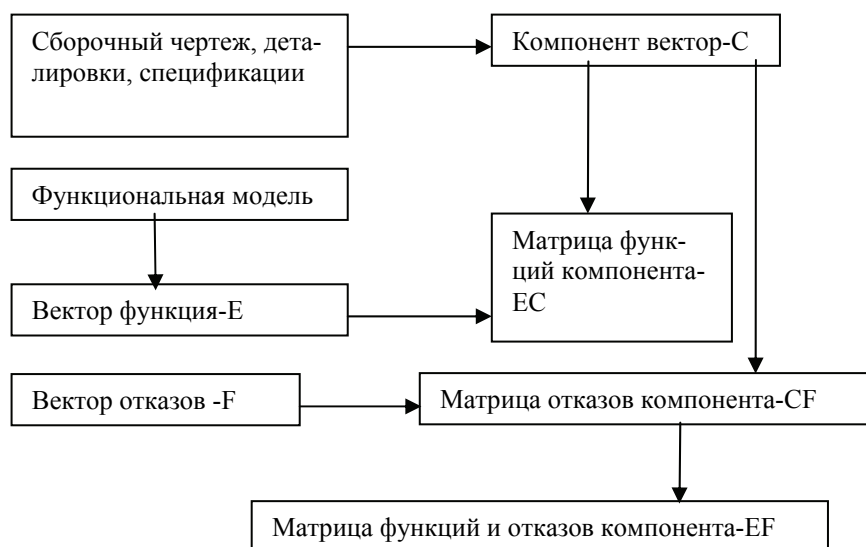 Сборочный чертеж, дета-
лировки, спецификации
Компонент вектор-С
Функциональная модель
Матрица функ-
ций компонента-
ЕС
Вектор функция-Е
Вектор отказов -F
Матрица отказов компонента-CF
Матрица функций и отказов компонента-EF